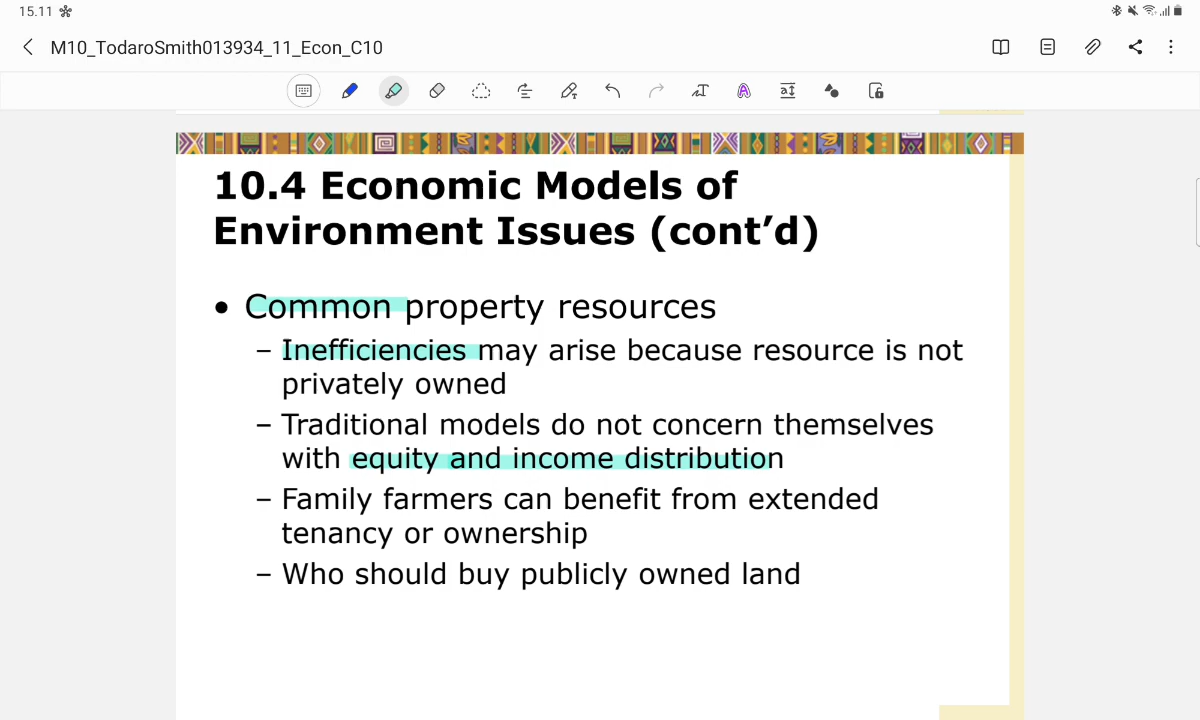 15.11
M10_TodaroSmith013934_11_Econ_C10
10.4 Economic Models of
Environment Issues (cont’d)
• Common property resources
– Inefficiencies may arise because resource is not
privately owned
– Traditional models do not concern themselves
with equity and income distribution
– Family farmers can benefit from extended
tenancy or ownership
– Who should buy publicly owned land